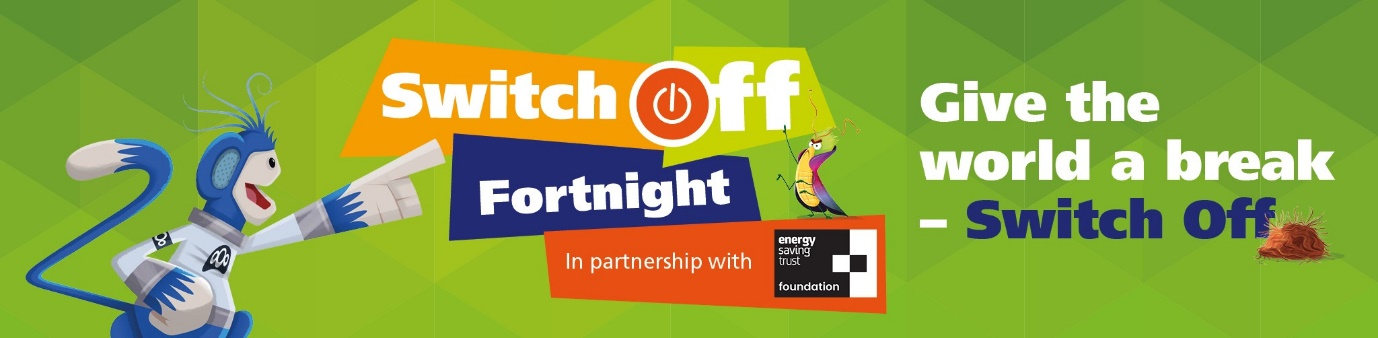 Switch Off
Fortnight
In partnership with
energy
saving
trust
foundation
Give the
world a break
– Switch Off